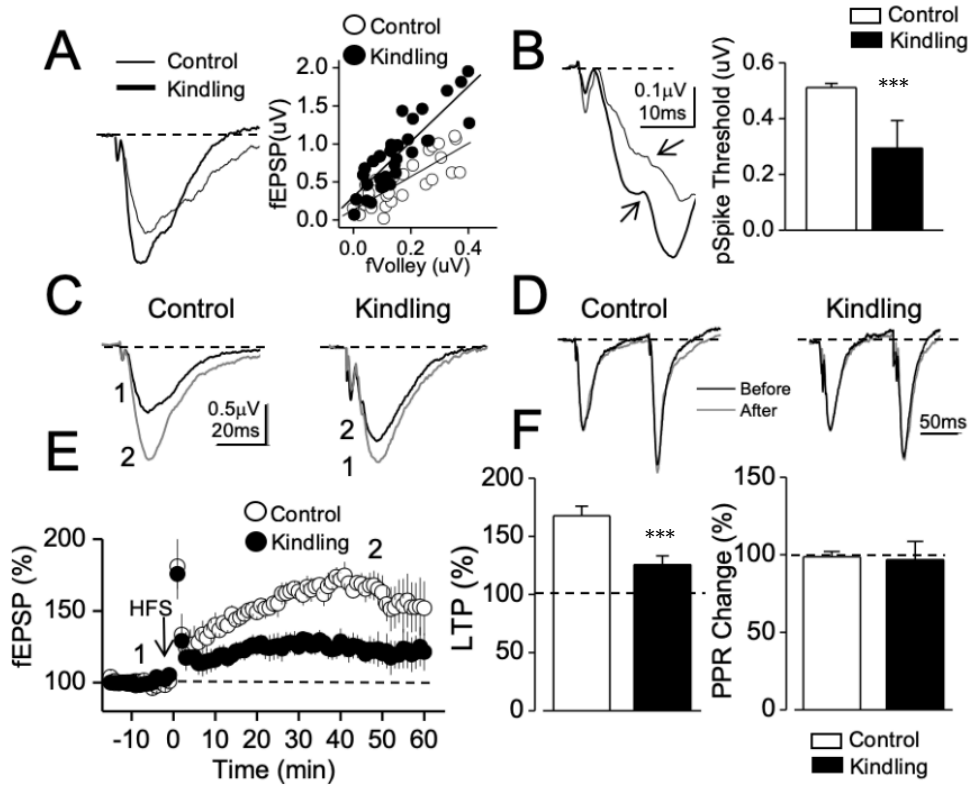 A
Control
Kindling
Control
Kindling
fEPSP(uV)
2.0
1.5
1.0
0.5
0.0
0.0 0.2 0.4
fVolley (uV)
B
0.1μV
10ms
Control
Kindling
pSpike Threshold (uV)
0.6
0.4
0.2
0.0
***
C
Control Kindling
1
2
0.5μV
20ms
2
1
D
Control Kindling
Before
After
50ms
E
Control
Kindling
fEPSP (%)
200
150
100
HFS
1
2
-10 0 10 20 30 40 50 60
Time (min)
F
LTP (%)
200
150
100
50
0
***
PPR Change (%)
150
100
50
0
Control
Kindling